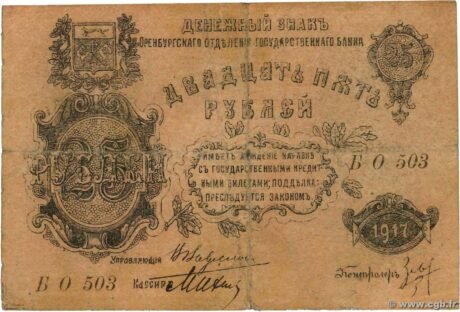 ДЕНЕЖНЫЙ ЗНАКЪ
ОРЕНБУРГСКАГО ОТДѢЛЕНІЯ ГОСУДАРСТВЕННАГО БАНКА
25
ДВАДЦАТЬ ПЯТЬ
РУБЛЕЙ
25
РУБЛЕЙ
ИМѢЕТЪ ХОЖДЕНІЕ НАРАВНѢ
СЪ ГОСУДАРСТВЕННЫМИ КРЕДИТ
НЫМИ БИЛЕТАМИ; ПОДДѢЛКА:
ПРЕСЛѢДУЕТСЯ ЗАКОНОМЪ
Б О 503
1917
УПРАВЛЯЮЩІЙ
Б О 503
КАССИРЪ
Контролеръ
© www.cgb.fr